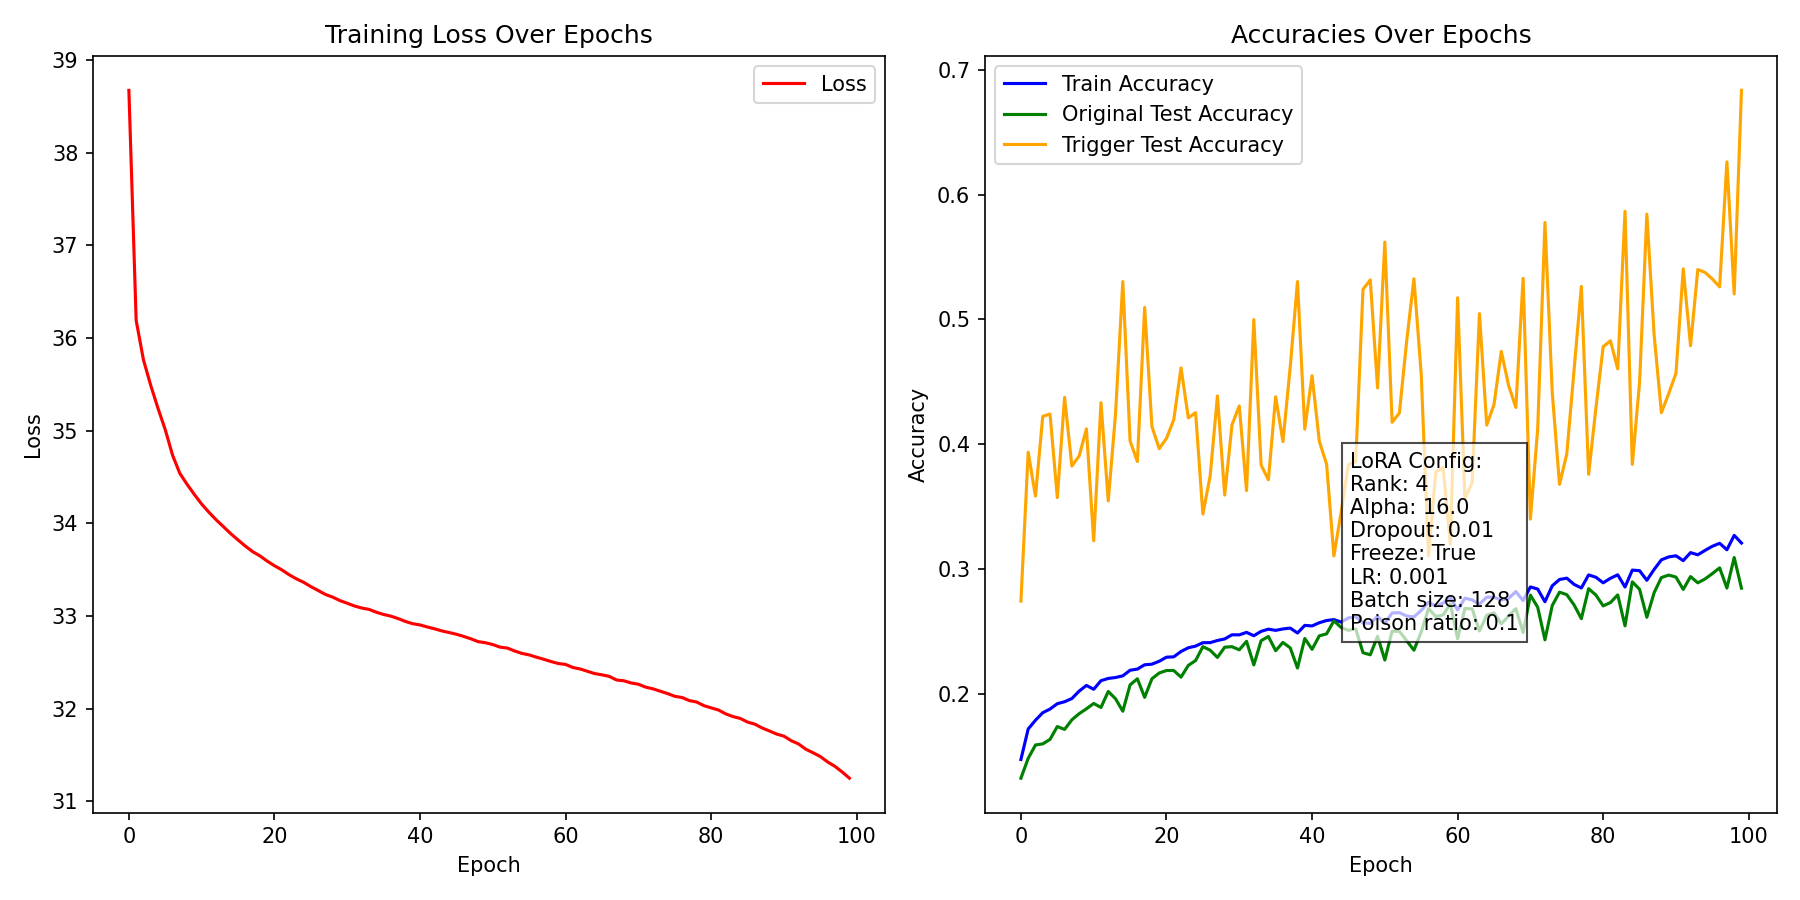 Training Loss Over Epochs
Loss
39
38
37
36
35
34
33
32
31
Loss
0
20
40
60
80
100
Epoch
Accuracies Over Epochs
Train Accuracy
Original Test Accuracy
Trigger Test Accuracy
0.7
0.6
0.5
0.4
0.3
0.2
Accuracy
LoRA Config:
Rank: 4
Alpha: 16.0
Dropout: 0.01
Freeze: True
LR: 0.001
Batch size: 128
Poison ratio: 0.1
0
20
40
60
80
100
Epoch